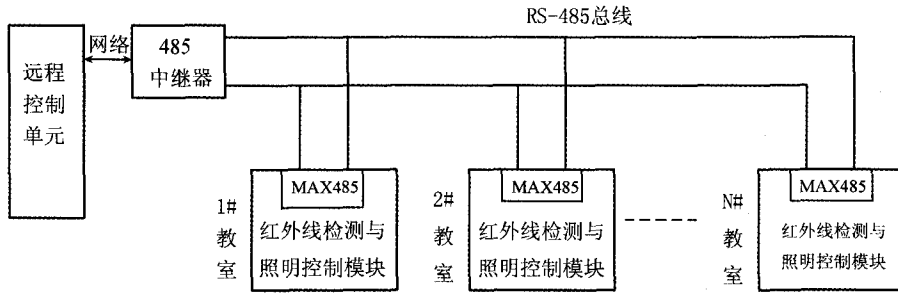 RS-485总线
远程
控制
单元
网络
485
中继器
1#
教
室
MAX485
红外线检测与
照明控制模块
2#
教
室
MAX485
红外线检测与
照明控制模块
N#
教
室
MAX485
红外线检测与
照明控制模块